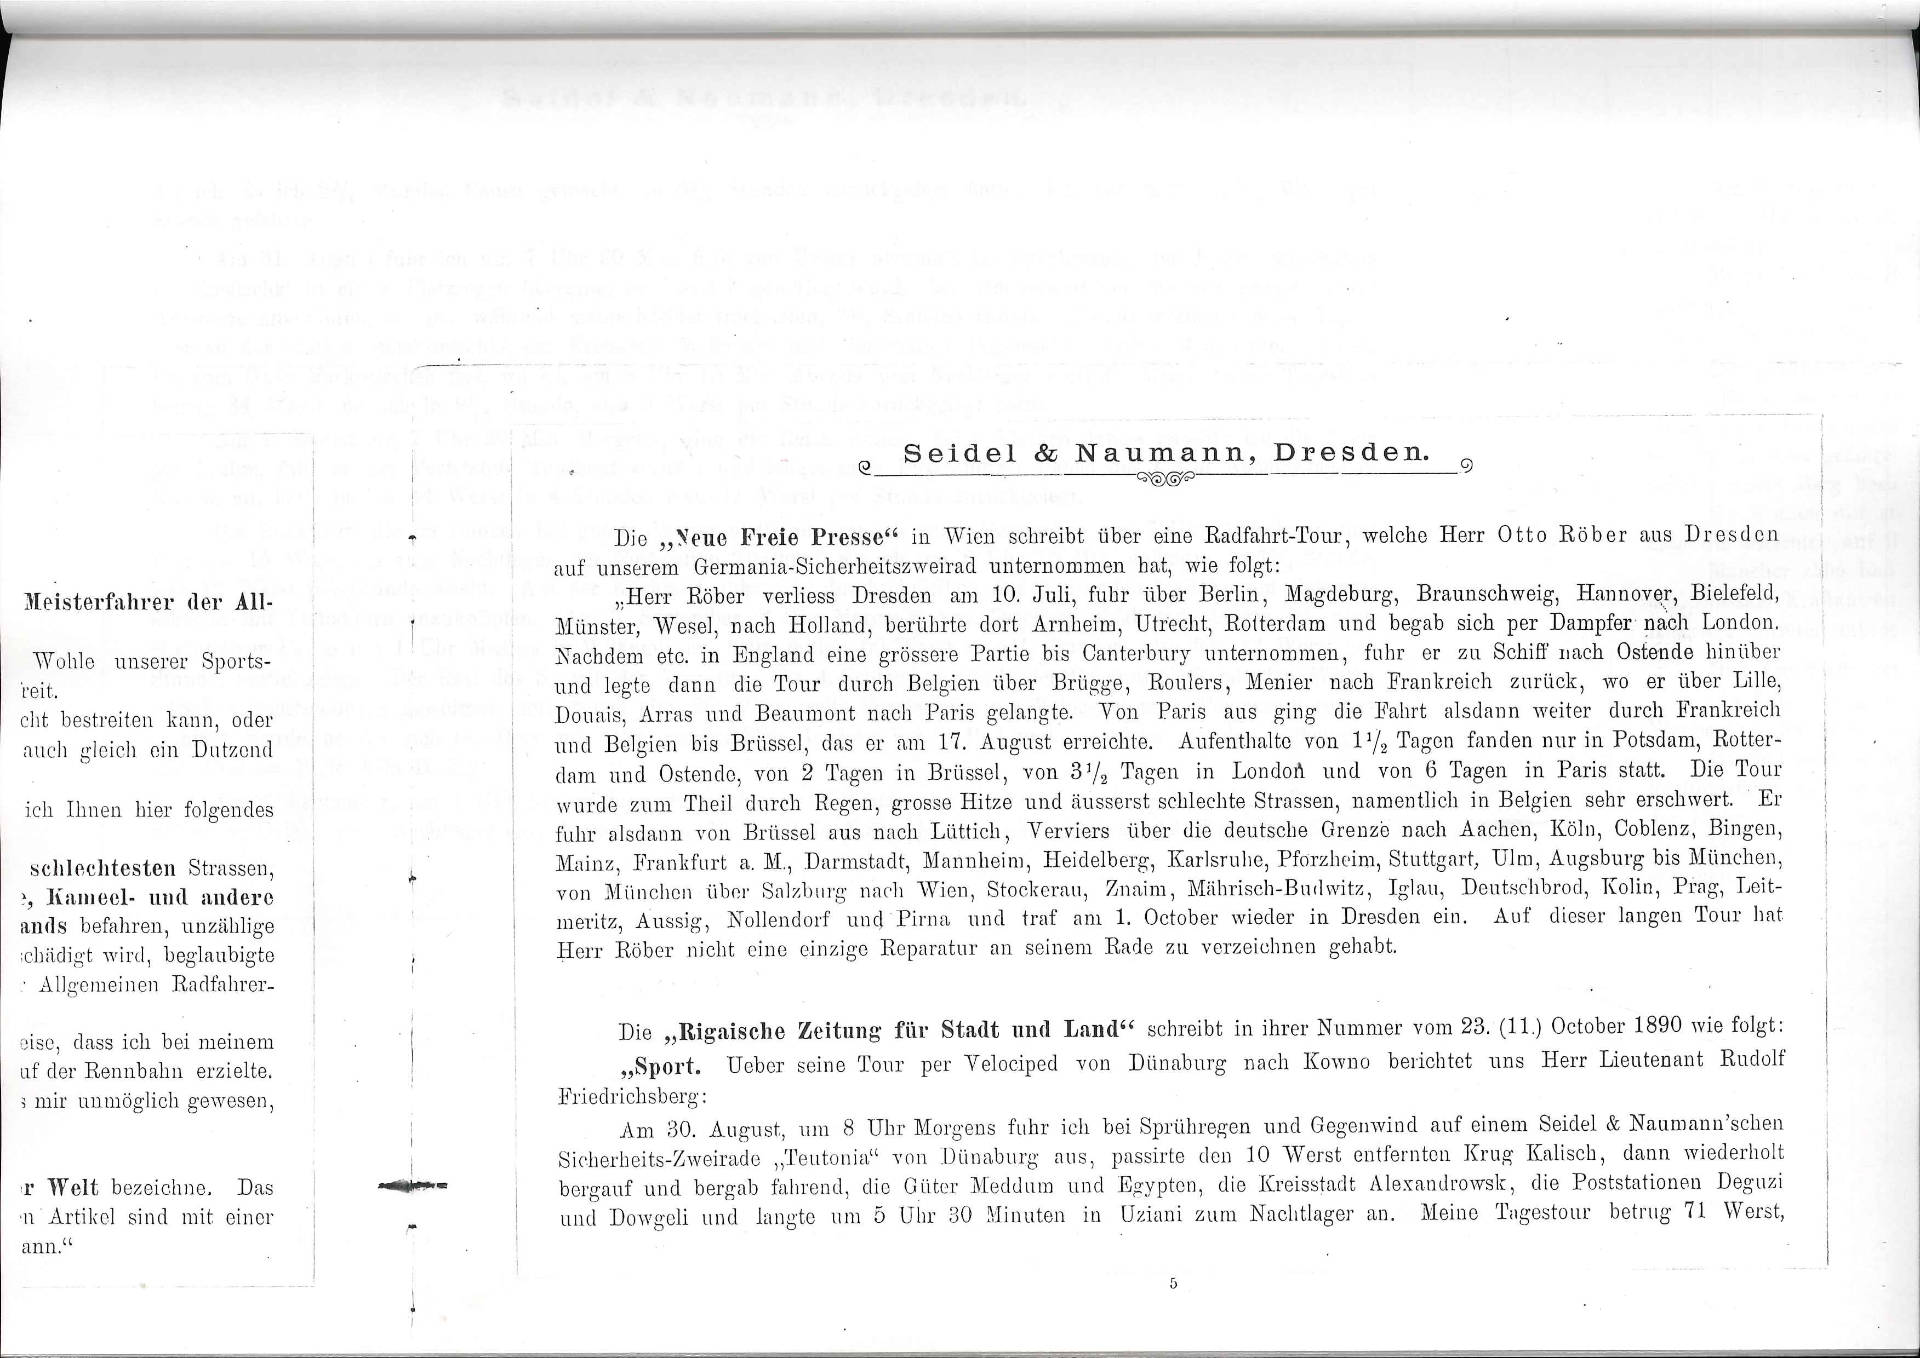 Meisterfahrer der All-
Wohle unserer Sports-
reit.
cht bestreiten kann, oder
auch gleich ein Dutzend
ich Ihnen hier folgendes
schlechtesten Strassen,
, Kameel- und andere
ands befahren, unzählige
chädigt wird, beglaubigte
Allgemeinen Radfahrer-
eise, dass ich bei meinem
uf der Rennbahn erzielte.
s mir unmöglich gewesen,
r Welt bezeichne. Das
n Artikel sind mit einer
ann.“
Seidel & Naumann, Dresden.
Die „Neue Freie Presse“ in Wien schreibt über eine Radfahrt-Tour, welche Herr Otto Röber aus Dresden
auf unserem Germania-Sicherheitszweirad unternommen hat, wie folgt:
„Herr Röber verliess Dresden am 10. Juli, fuhr über Berlin, Magdeburg, Braunschweig, Hannover, Bielefeld,
Münster, Wesel, nach Holland, berührte dort Arnheim, Utrecht, Rotterdam und begab sich per Dampfer nach London.
Nachdem etc. in England eine grössere Partie bis Canterbury unternommen, fuhr er zu Schiff nach Ostende hinüber
und legte dann die Tour durch Belgien über Brügge, Roulers, Menier nach Frankreich zurück, wo er über Lille,
Douais, Arras und Beaumont nach Paris gelangte. Von Paris aus ging die Fahrt alsdann weiter durch Frankreich
und Belgien bis Brüssel, das er am 17. August erreichte. Aufenthalte von 1½ Tagen fanden nur in Potsdam, Rotter-
dam und Ostende, von 2 Tagen in Brüssel, von 3½ Tagen in London und von 6 Tagen in Paris statt. Die Tour
wurde zum Theil durch Regen, grosse Hitze und äusserst schlechte Strassen, namentlich in Belgien sehr erschwert. Er
fuhr alsdann von Brüssel aus nach Lüttich, Verviers über die deutsche Grenze nach Aachen, Köln, Coblenz, Bingen,
Mainz, Frankfurt a. M., Darmstadt, Mannheim, Heidelberg, Karlsruhe, Pforzheim, Stuttgart, Ulm, Augsburg bis München,
von München über Salzburg nach Wien, Stockerau, Znaim, Mährisch-Budwitz, Iglau, Deutschbrod, Kolin, Prag, Leit-
meritz, Aussig, Nollendorf und Pirna und traf am 1. October wieder in Dresden ein. Auf dieser langen Tour hat
Herr Röber nicht eine einzige Reparatur an seinem Rade zu verzeichnen gehabt.
Die „Rigaische Zeitung für Stadt und Land“ schreibt in ihrer Nummer vom 23. (11.) October 1890 wie folgt:
„Sport. Ueber seine Tour per Velociped von Dünaburg nach Kowno berichtet uns Herr Lieutenant Rudolf
Friedrichsberg:
Am 30. August, um 8 Uhr Morgens fuhr ich bei Sprühregen und Gegenwind auf einem Seidel & Naumann'schen
Sicherheits-Zweirade „Teutonia“ von Dünaburg aus, passirte den 10 Werst entfernten Krug Kalisch, dann wiederholt
bergauf und bergab fahrend, die Güter Meddum und Egypten, die Kreisstadt Alexandrowsk, die Poststationen Deguzi
und Dowgeli und langte um 5 Uhr 30 Minuten in Uziani zum Nachtlager an. Meine Tagestour betrug 71 Werst,
5